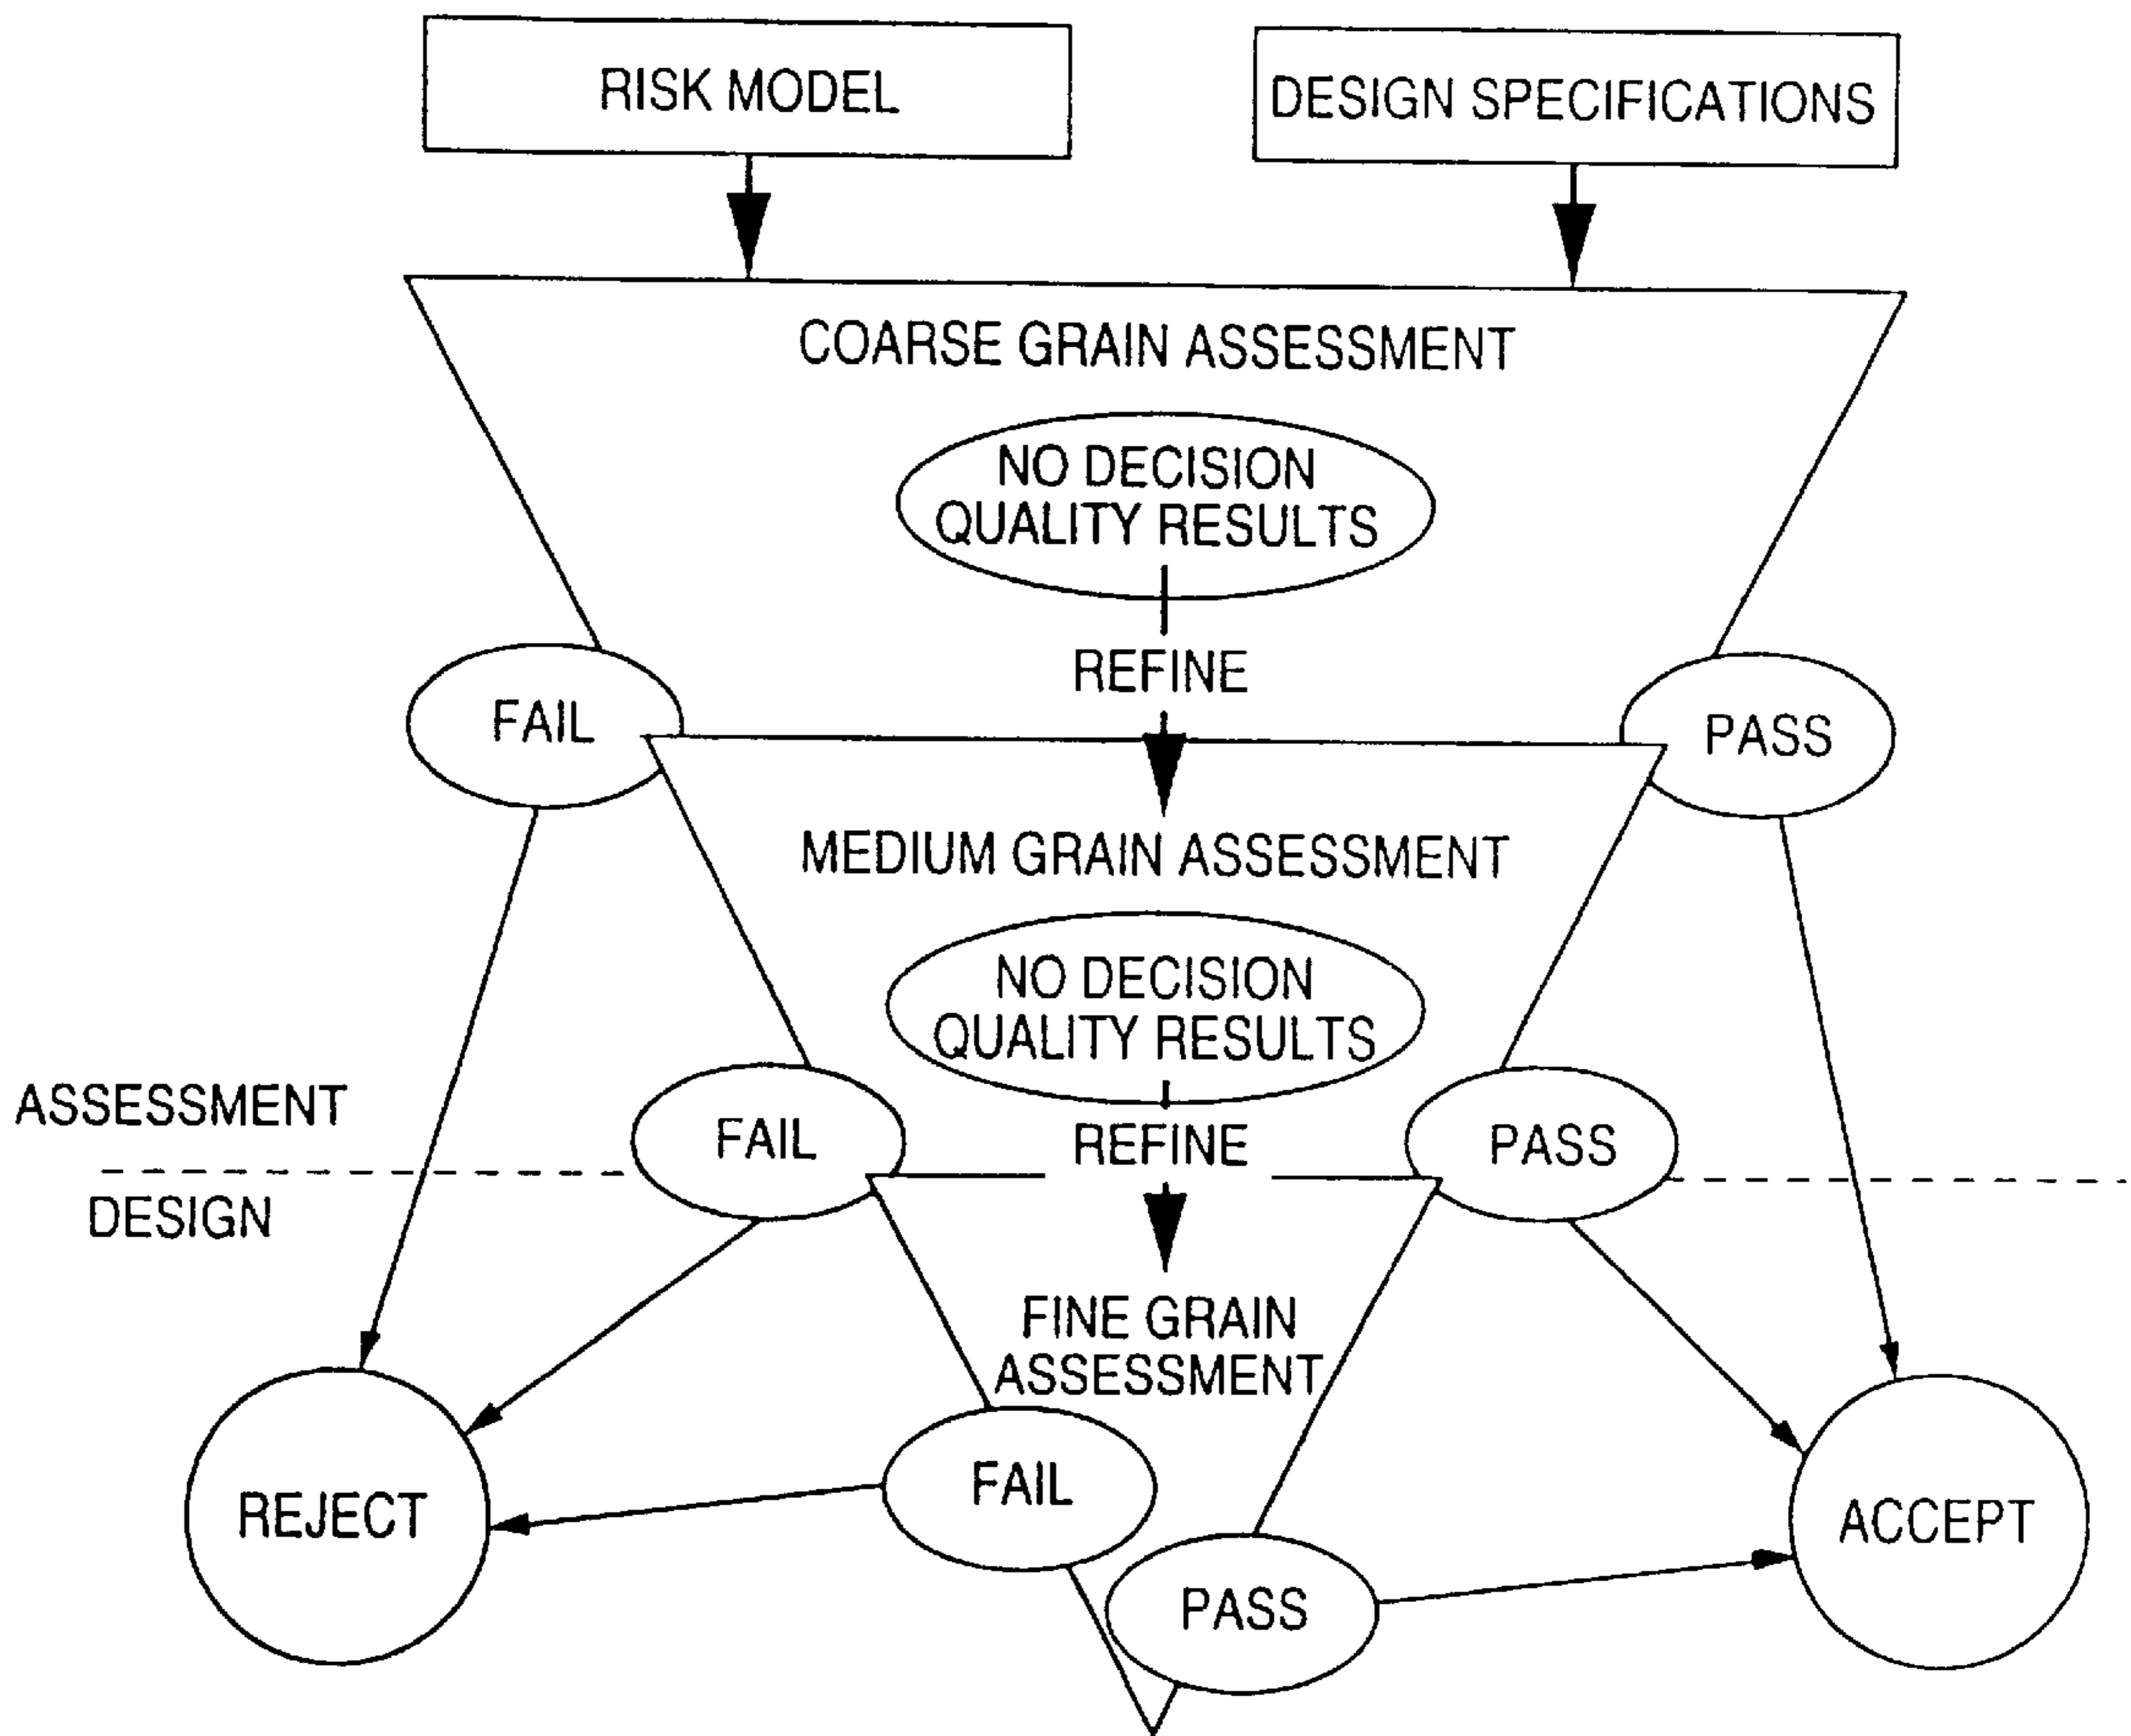 RISK MODEL
DESIGN SPECIFICATIONS
COARSE GRAIN ASSESSMENT
NO DECISION
QUALITY RESULTS
REFINE
FAIL
PASS
MEDIUM GRAIN ASSESSMENT
NO DECISION
QUALITY RESULTS
ASSESSMENT
FAIL
REFINE
PASS
DESIGN
FINE GRAIN
ASSESSMENT
FAIL
REJECT
ACCEPT
PASS